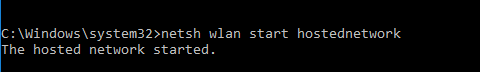 C:\Windows\system32>netsh wlan start hostednetwork
The hosted network started.